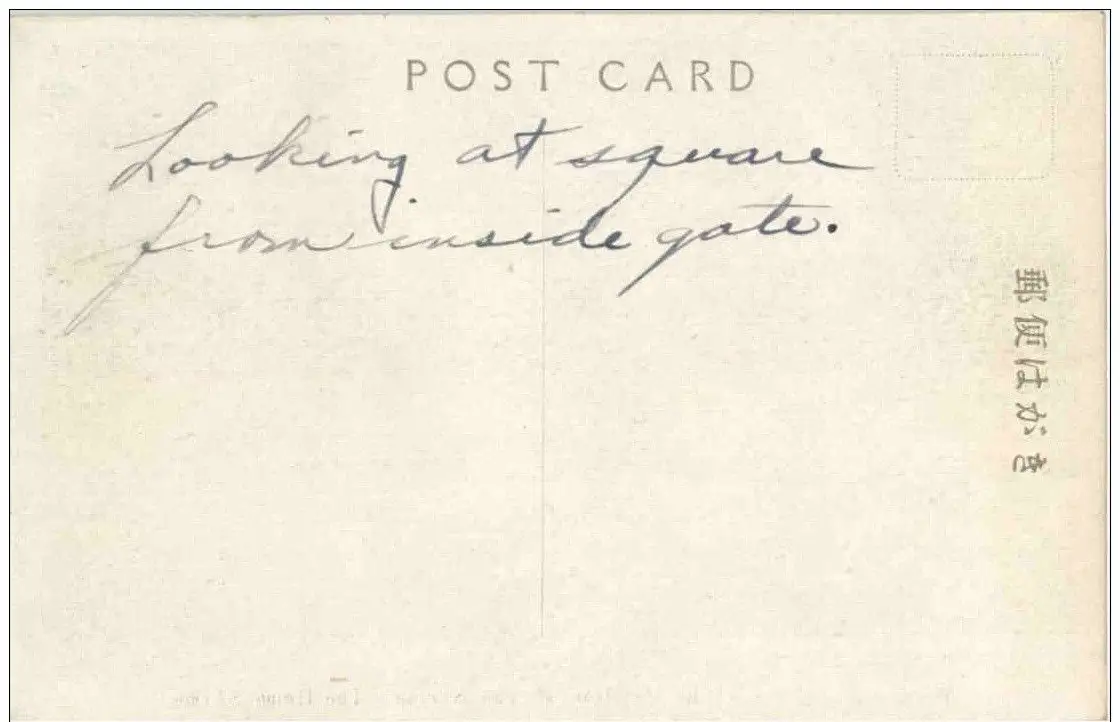 POST CARD
Looking at square
from inside gate.
郵便はがき